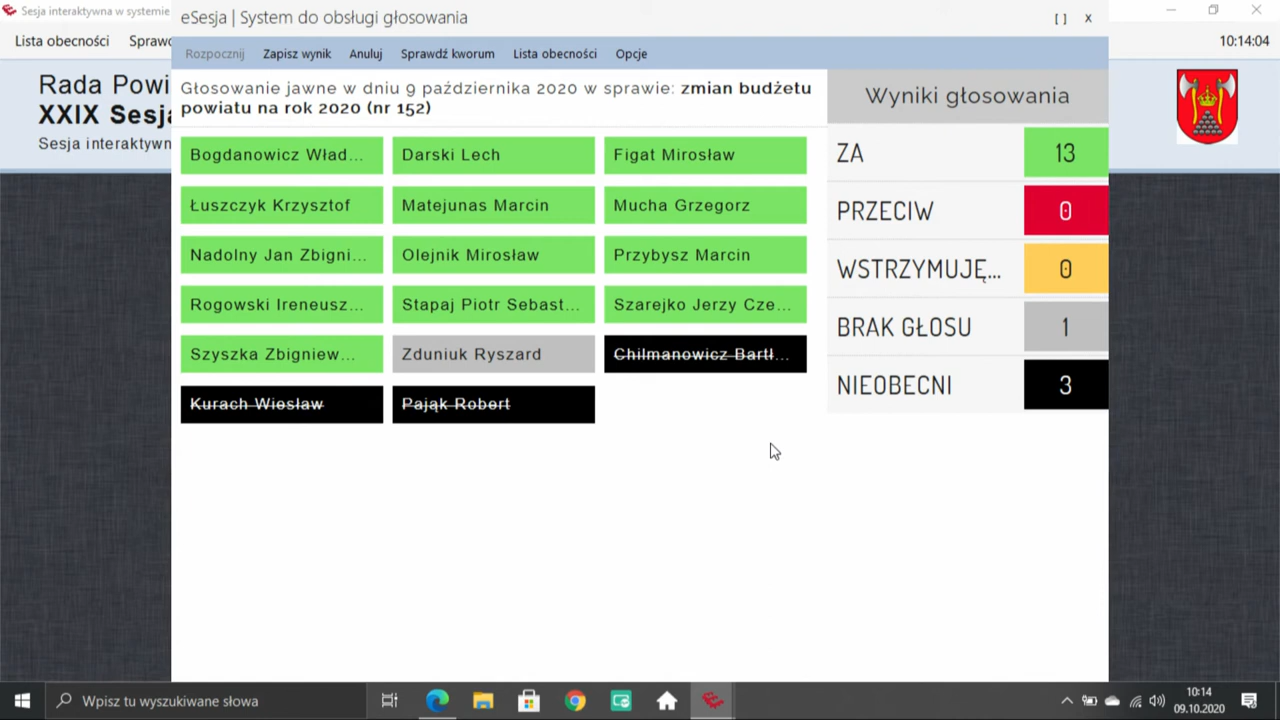 Sesja interaktywna w systemie
eSesja | System do obsługi głosowania
[ ] X
Lista obecności Sprawd
Rozpocznij Zapisz wynik Anuluj Sprawdź kworum Lista obecności Opcje
10:14:04
Rada Powi
XXIX Sesja
Sesja interaktywn
Głosowanie jawne w dniu 9 października 2020 w sprawie: zmian budżetu
powiatu na rok 2020 (nr 152)
Wyniki głosowania
Bogdanowicz Wład... Darski Lech Figat Mirosław
Łuszczyk Krzysztof Matejunas Marcin Mucha Grzegorz
Nadolny Jan Zbigni... Olejnik Mirosław Przybysz Marcin
Rogowski Ireneusz... Stapaj Piotr Sebast... Szarejko Jerzy Cze...
Szyszka Zbigniew... Zduniuk Ryszard Chilmanowicz Bartł...
Kurach Wiesław Pająk Robert
ZA 13
PRZECIW 0
WSTRZYMUJĘ... 0
BRAK GŁOSU 1
NIEOBECNI 3
Wpisz tu wyszukiwane słowa
10:14
09.10.2020